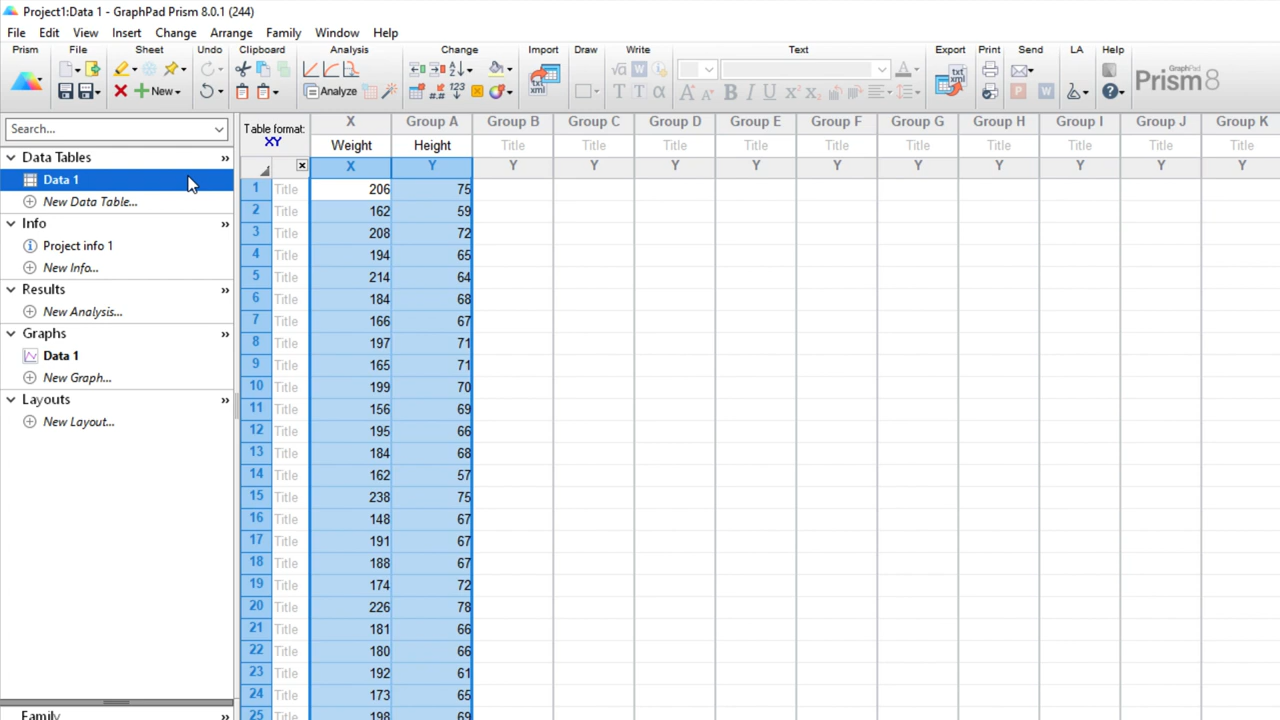 Project1:Data 1 - GraphPad Prism 8.0.1 (244)
File Edit View Insert Change Arrange Family Window Help
Prism File Sheet Undo Clipboard Analysis Change Import Draw Write Text Export Print Send LA Help
New Analyze
GraphPad
Prism 8
Search...
Data Tables
Data 1
New Data Table...
Info
Project info 1
New Info...
Results
New Analysis...
Graphs
Data 1
New Graph...
Layouts
New Layout...
Family
Table format:
XY
X Group A Group B Group C Group D Group E Group F Group G Group H Group I Group J Group K
Weight Height Title Title Title Title Title Title Title Title Title Title
X Y Y Y Y Y Y Y Y Y Y Y
1 Title 206 75
2 Title 162 59
3 Title 208 72
4 Title 194 65
5 Title 214 64
6 Title 184 68
7 Title 166 67
8 Title 197 71
9 Title 165 71
10 Title 199 70
11 Title 156 69
12 Title 195 66
13 Title 184 68
14 Title 162 57
15 Title 238 75
16 Title 148 67
17 Title 191 67
18 Title 188 67
19 Title 174 72
20 Title 226 78
21 Title 181 66
22 Title 180 66
23 Title 192 61
24 Title 173 65
25 Title 198 69